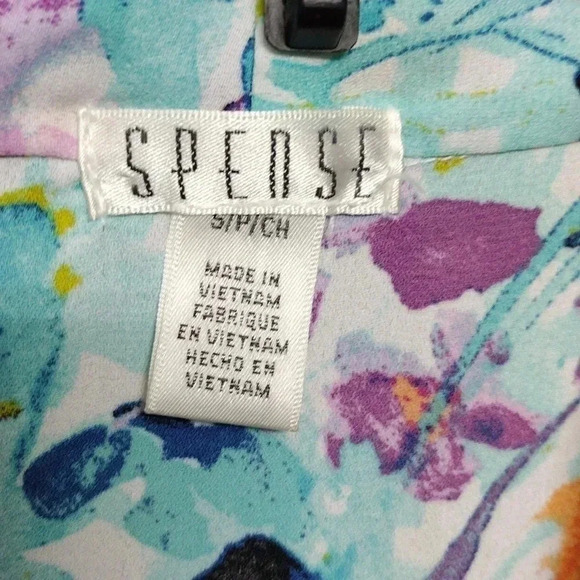 SPENSE
S/P/CH
MADE IN
VIETNAM
FABRIQUE
EN VIETNAM
HECHO EN
VIETNAM